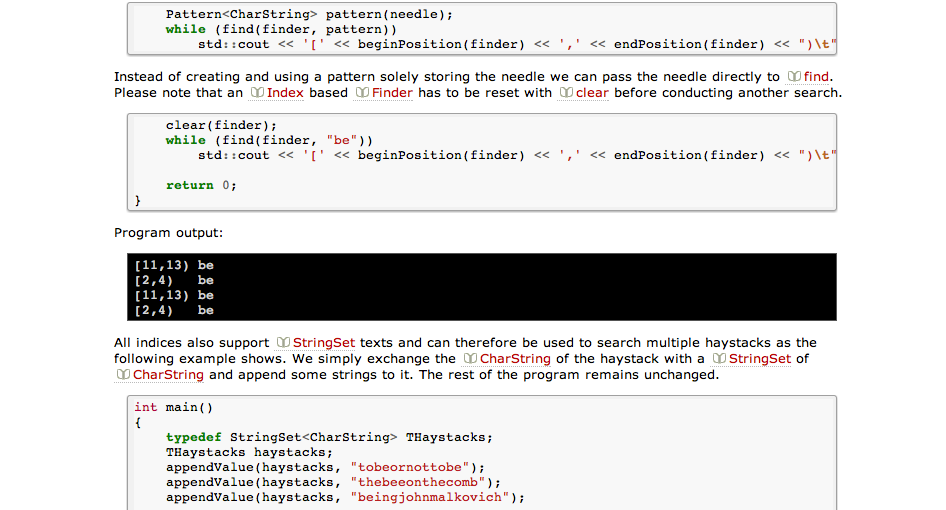 Pattern<CharString> pattern(needle);
while (find(finder, pattern))
std::cout << '[' << beginPosition(finder) << ',' << endPosition(finder) << ")\t"
Instead of creating and using a pattern solely storing the needle we can pass the needle directly to find.
Please note that an Index based Finder has to be reset with clear before conducting another search.
clear(finder);
while (find(finder, "be"))
std::cout << '[' << beginPosition(finder) << ',' << endPosition(finder) << ")\t"
return 0;
}
Program output:
[11,13) be
[2,4) be
[11,13) be
[2,4) be
All indices also support StringSet texts and can therefore be used to search multiple haystacks as the
following example shows. We simply exchange the CharString of the haystack with a StringSet of
CharString and append some strings to it. The rest of the program remains unchanged.
int main()
{
typedef StringSet<CharString> THaystacks;
THaystacks haystacks;
appendValue(haystacks, "tobeornottobe");
appendValue(haystacks, "thebeeonthecomb");
appendValue(haystacks, "beingjohnmalkovich");